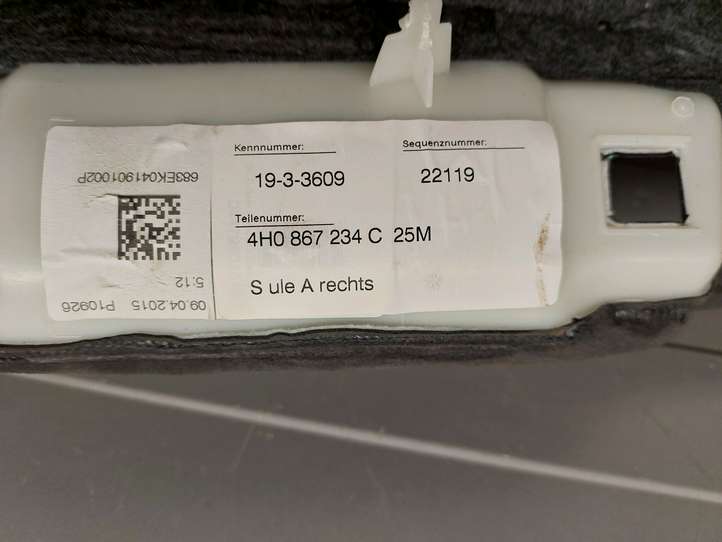 Kennnummer:
19-3-3609
Sequenznummer:
22119
Teilenummer:
4H0 867 234 C 25M
S ule A rechts
683EK041901002P
5:12
09.04.2015 P10926